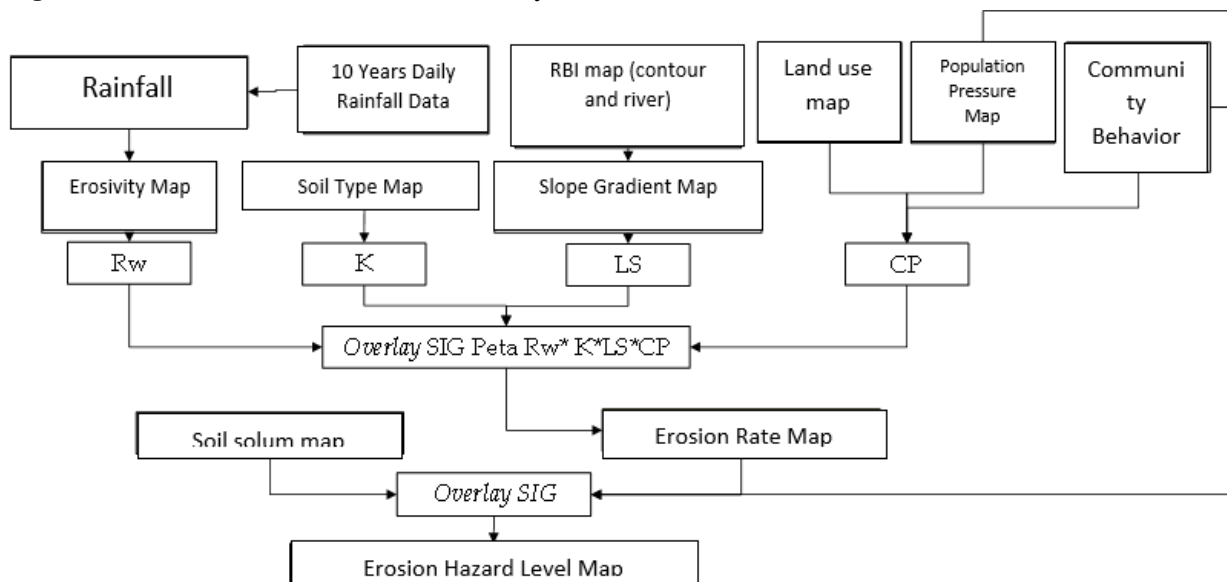 Rainfall
10 Years Daily
Rainfall Data
RBI map (contour
and river)
Land use
map
Population
Pressure
Map
Communi
ty
Behavior
Erosivity Map
Soil Type Map
Slope Gradient Map
Rw
K
LS
CP
Overlay SIG Peta Rw* K*LS*CP
Soil solum map
Erosion Rate Map
Overlay SIG
Erosion Hazard Level Map